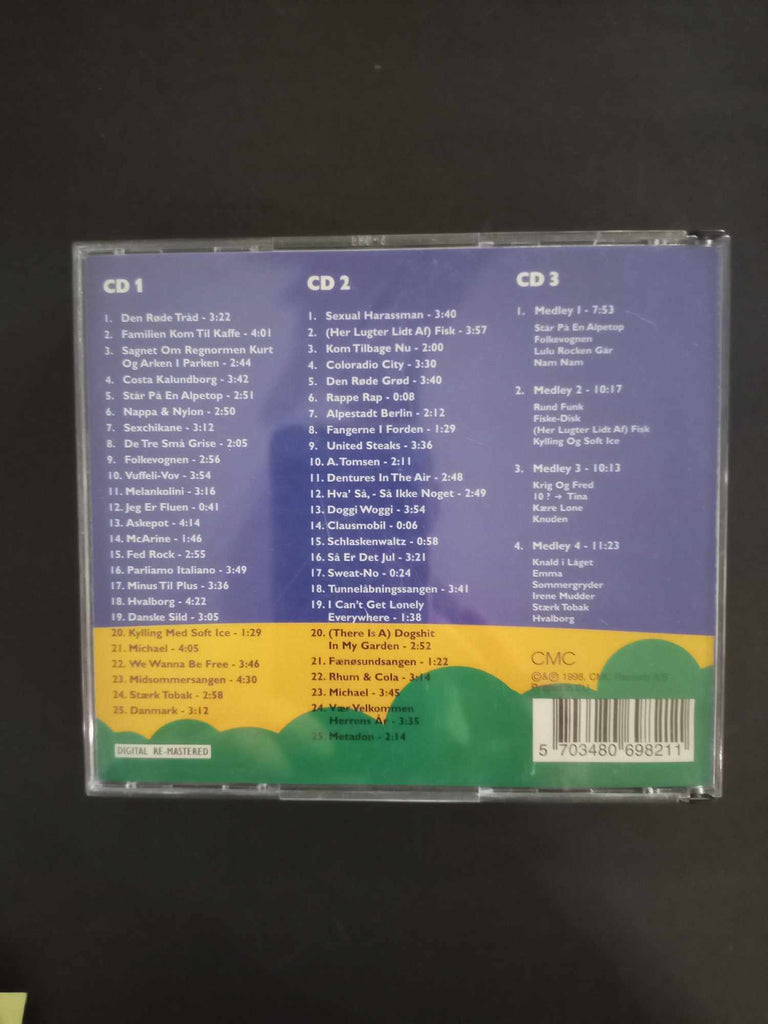 CD 1
1. Den Røde Tråd - 3:22
2. Familien Kom Til Kaffe - 4:01
3. Sagnet Om Regnormen Kurt
Og Arken I Parken - 2:44
4. Costa Kalundborg - 3:42
5. Står På En Alpetop - 2:51
6. Nappa & Nylon - 2:50
7. Sexchikane - 3:12
8. De Tre Små Grise - 2:05
9. Folkevognen - 2:56
10. Vuffeli-Vov - 3:54
11. Melankolini - 3:16
12. Jeg Er Fluen - 0:41
13. Askepot - 4:14
14. McArine - 1:46
15. Fed Rock - 2:55
16. Parliamo Italiano - 3:49
17. Minus Til Plus - 3:36
18. Hvalborg - 4:22
19. Danske Sild - 3:05
20. Kylling Med Soft Ice - 1:29
21. Michael - 4:05
22. We Wanna Be Free - 3:46
23. Midsommersangen - 4:30
24. Stærk Tobak - 2:58
25. Danmark - 3:12
DIGITAL RE-MASTERED
CD 2
1. Sexual Harassman - 3:40
2. (Her Lugter Lidt Af) Fisk - 3:57
3. Kom Tilbage Nu - 2:00
4. Coloradio City - 3:30
5. Den Røde Grød - 3:40
6. Rappe Rap - 0:08
7. Alpestadt Berlin - 2:12
8. Fangerne I Forden - 1:29
9. United Steaks - 3:36
10. A. Tomsen - 2:11
11. Dentures In The Air - 2:48
12. Hva' Så, - Så Ikke Noget - 2:49
13. Doggi Woggi - 3:54
14. Clausmobil - 0:06
15. Schlaskenwaltz - 0:58
16. Så Er Det Jul - 3:21
17. Sweat-No - 0:24
18. Tunnelåbningssangen - 3:41
19. I Can't Get Lonely
Everywhere - 1:38
20. (There Is A) Dogshit
In My Garden - 2:52
21. Fænøsundsangen - 1:22
22. Rhum & Cola - 3:14
23. Michael - 3:45
24. Vær Velkommen
Herrens År - 3:35
25. Metadon - 2:14
CD 3
1. Medley 1 - 7:53
Står På En Alpetop
Folkevognen
Lulu Rocken Går
Nam Nam
2. Medley 2 - 10:17
Rund Funk
Fiske-Disk
(Her Lugter Lidt Af) Fisk
Kylling Og Soft Ice
3. Medley 3 - 10:13
Krig Og Fred
10 ? → Tina
Kære Lone
Knuden
4. Medley 4 - 11:23
Knald i Låget
Emma
Sommergryder
Irene Mudder
Stærk Tobak
Hvalborg
CMC
©&℗ 1998, CMC Records A/S
5 703480 698211